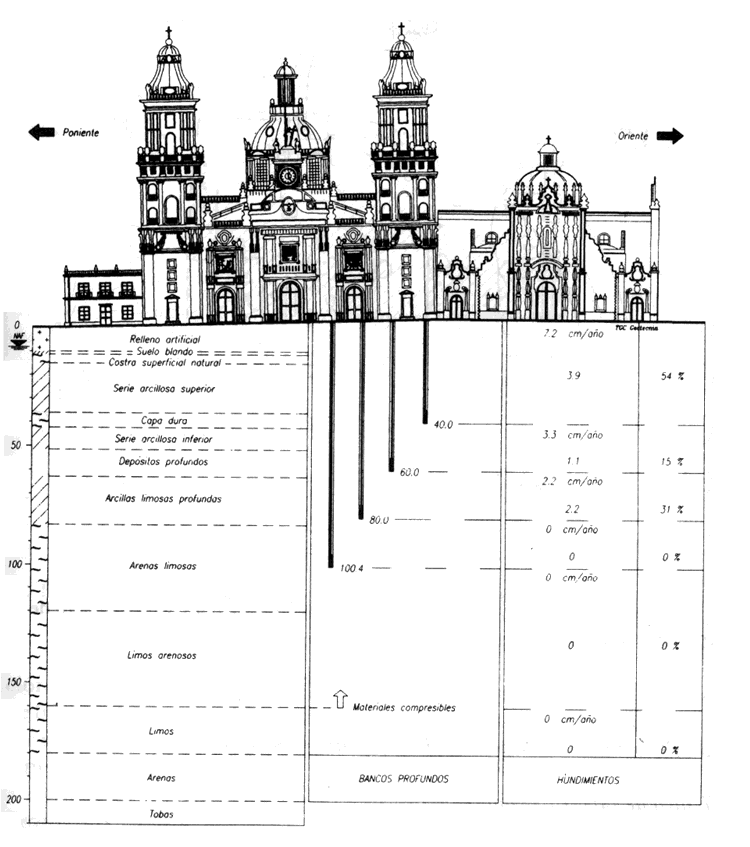 Poniente
Oriente
TGC Geotecnia
0
NAF
50
100
150
200
Relleno artificial
Suelo blando
Costra superficial natural
Serie arcillosa superior
Capa dura
Serie arcillosa inferior
Depósitos profundos
Arcillas limosas profundas
Arenas limosas
Limos arenosos
Limos
Arenas
Tobas
40.0
60.0
80.0
100.4
Materiales compresibles
BANCOS PROFUNDOS
7.2 cm/año
3.9 54 %
3.3 cm/año
1.1 15 %
2.2 cm/año
2.2 31 %
0 cm/año
0 0 %
0 cm/año
0 0 %
0 cm/año
0 0 %
HUNDIMIENTOS